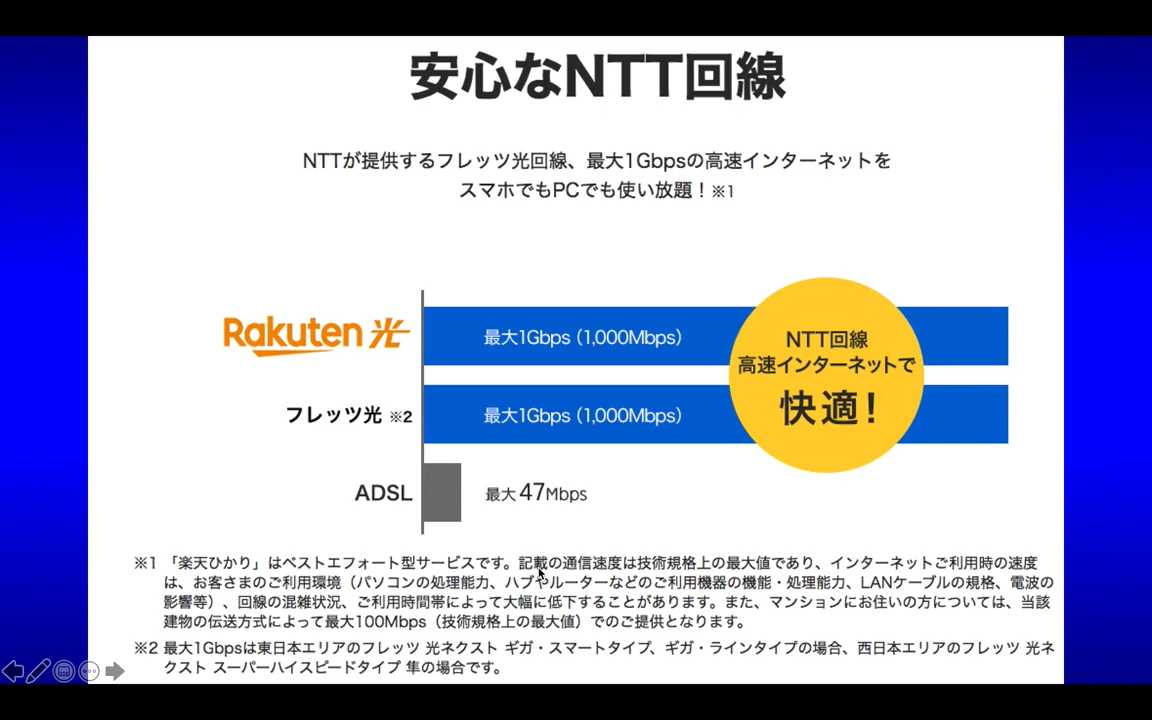 安心なNTT回線
NTTが提供するフレッツ光回線、最大1Gbpsの高速インターネットを
スマホでもPCでも使い放題！※1
Rakuten 光
最大1Gbps (1,000Mbps)
NTT回線
高速インターネットで
快適！
フレッツ光 ※2
最大1Gbps (1,000Mbps)
ADSL
最大 47Mbps
※1 「楽天ひかり」はベストエフォート型サービスです。記載の通信速度は技術規格上の最大値であり、インターネットご利用時の速度
は、お客さまのご利用環境（パソコンの処理能力、ハブやルーターなどのご利用機器の機能・処理能力、LANケーブルの規格、電波の
影響等）、回線の混雑状況、ご利用時間帯によって大幅に低下することがあります。また、マンションにお住いの方については、当該
建物の伝送方式によって最大100Mbps（技術規格上の最大値）でのご提供となります。
※2 最大1Gbpsは東日本エリアのフレッツ 光ネクスト ギガ・スマートタイプ、ギガ・ラインタイプの場合、西日本エリアのフレッツ 光ネ
クスト スーパーハイスピードタイプ 隼の場合です。